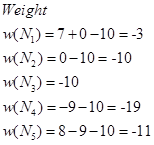 Weight
w(N₁) = 7 + 0 − 10 = -3
w(N₂) = 0 − 10 = -10
w(N₃) = -10
w(N₄) = −9 − 10 = -19
w(N₅) = 8 − 9 − 10 = -11